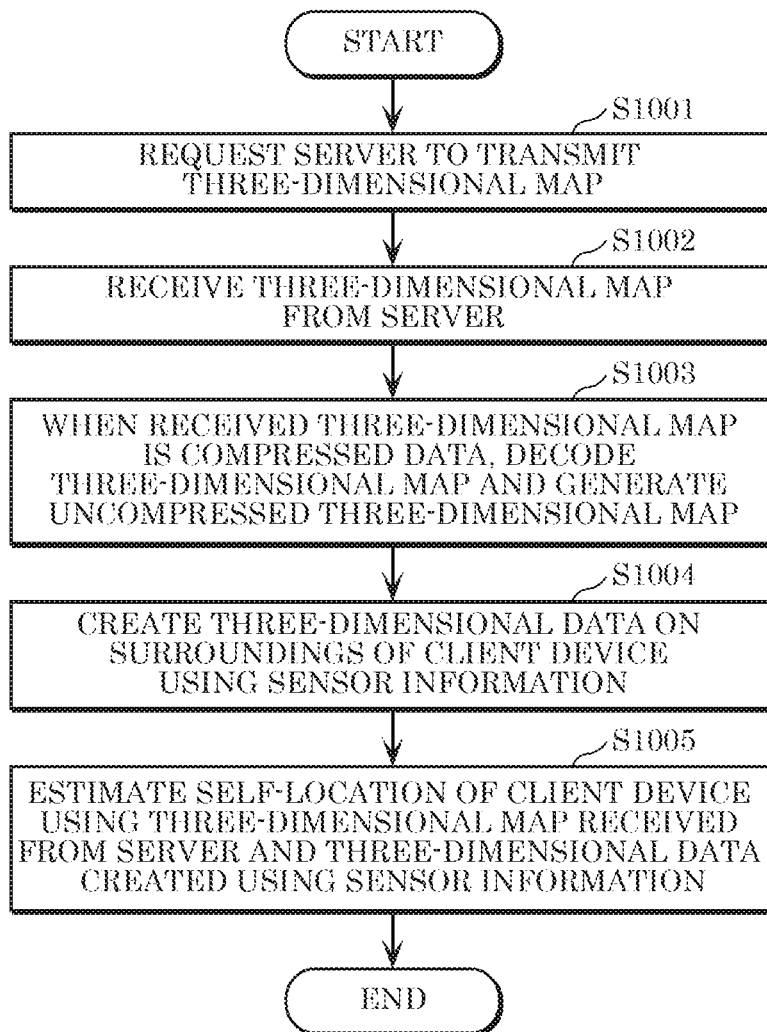 START
S1001
REQUEST SERVER TO TRANSMIT
THREE-DIMENSIONAL MAP
S1002
RECEIVE THREE-DIMENSIONAL MAP
FROM SERVER
S1003
WHEN RECEIVED THREE-DIMENSIONAL MAP
IS COMPRESSED DATA, DECODE
THREE-DIMENSIONAL MAP AND GENERATE
UNCOMPRESSED THREE-DIMENSIONAL MAP
S1004
CREATE THREE-DIMENSIONAL DATA ON
SURROUNDINGS OF CLIENT DEVICE
USING SENSOR INFORMATION
S1005
ESTIMATE SELF-LOCATION OF CLIENT DEVICE
USING THREE-DIMENSIONAL MAP RECEIVED
FROM SERVER AND THREE-DIMENSIONAL DATA
CREATED USING SENSOR INFORMATION
END